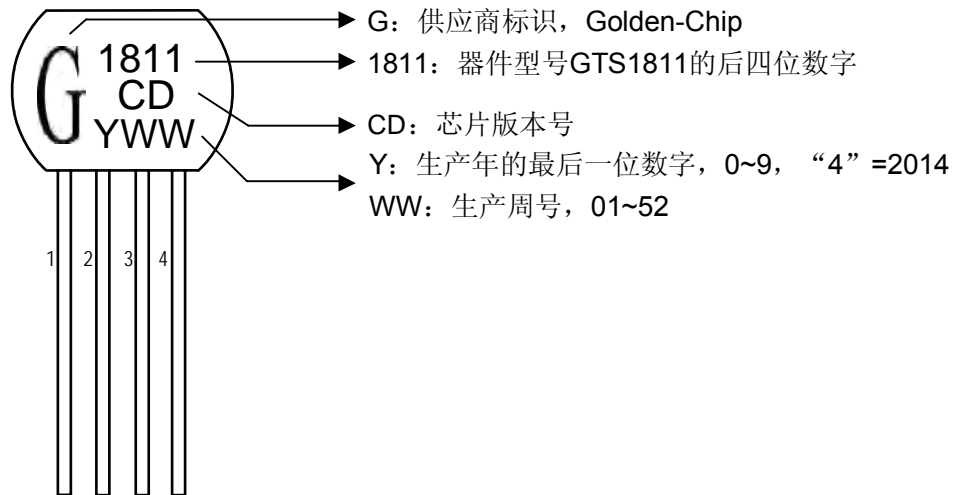 G
1811
CD
YWW
G：供应商标识，Golden-Chip
1811：器件型号GTS1811的后四位数字
CD：芯片版本号
Y：生产年的最后一位数字，0~9，“4”=2014
WW：生产周号，01~52
1 2 3 4